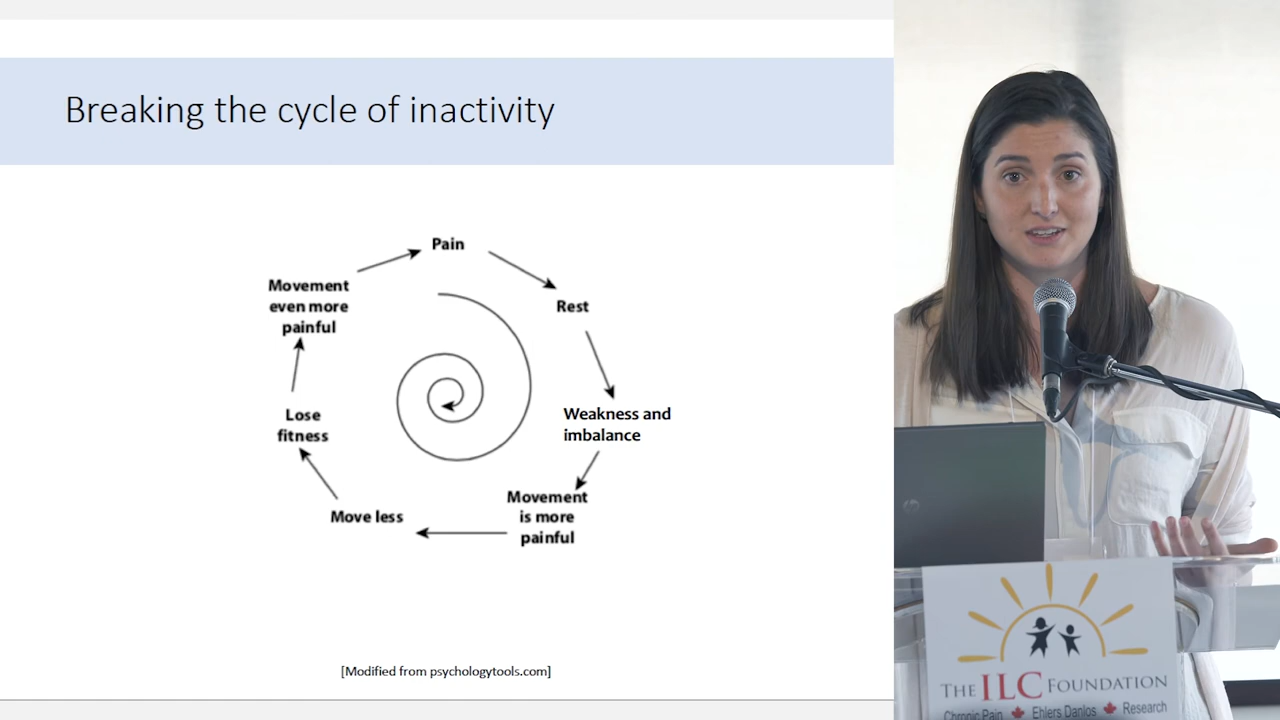 Breaking the cycle of inactivity
Pain
Rest
Weakness and
imbalance
Movement
is more
painful
Move less
Lose
fitness
Movement
even more
painful
[Modified from psychologytools.com]
hp
THE ILC FOUNDATION
Chronic Pain Ehlers Danlos Research